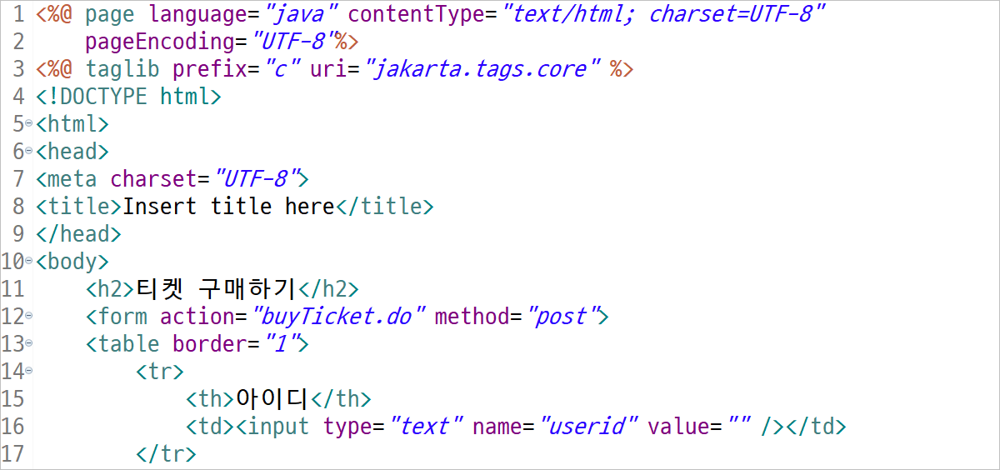 1 <%@ page language="java" contentType="text/html; charset=UTF-8"
2     pageEncoding="UTF-8"%>
3 <%@ taglib prefix="c" uri="jakarta.tags.core" %>
4 <!DOCTYPE html>
5 <html>
6 <head>
7 <meta charset="UTF-8">
8 <title>Insert title here</title>
9 </head>
10 <body>
11     <h2>티켓 구매하기</h2>
12     <form action="buyTicket.do" method="post">
13     <table border="1">
14         <tr>
15             <th>아이디</th>
16             <td><input type="text" name="userid" value="" /></td>
17         </tr>